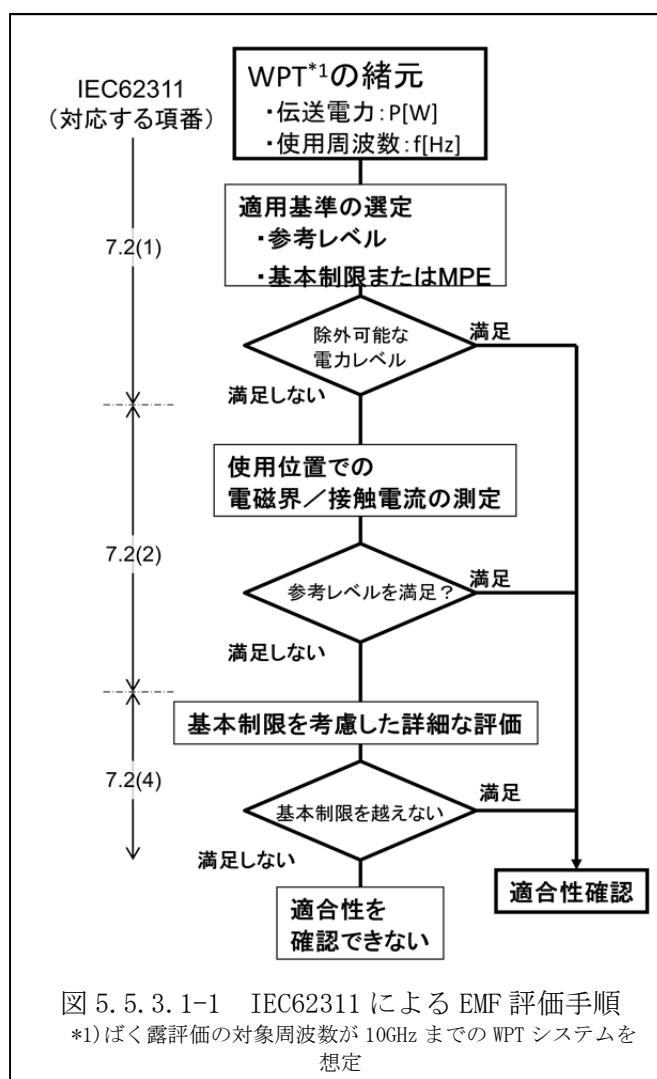 IEC62311
(対応する項番)
WPT*1の緒元
・伝送電力:P[W]
・使用周波数:f[Hz]
適用基準の選定
・参考レベル
・基本制限またはMPE
7.2(1)
除外可能な
電力レベル
満足
満足しない
使用位置での
電磁界／接触電流の測定
7.2(2)
参考レベルを満足？
満足
満足しない
基本制限を考慮した詳細な評価
7.2(4)
基本制限を越えない
満足
満足しない
適合性確認
適合性を
確認できない
図 5.5.3.1-1 IEC62311 による EMF 評価手順
*1)ばく露評価の対象周波数が 10GHz までの WPT システムを
想定